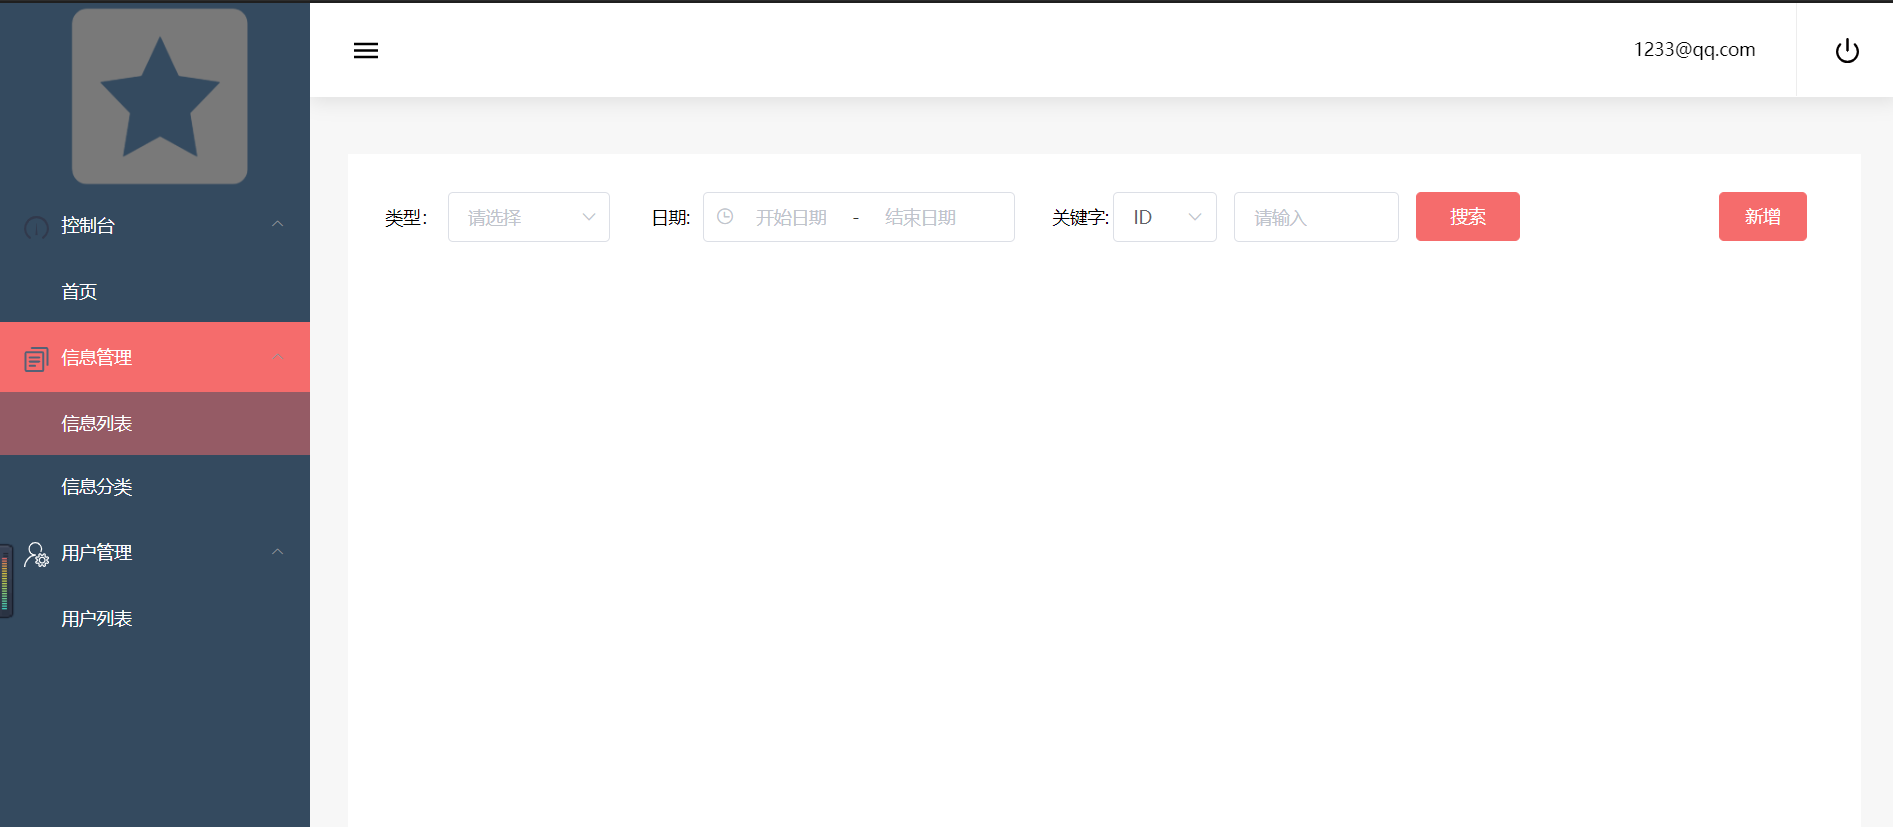 1233@qq.com
控制台
首页
信息管理
信息列表
信息分类
用户管理
用户列表
类型： 请选择 日期: 开始日期 - 结束日期 关键字: ID 请输入 搜索 新增